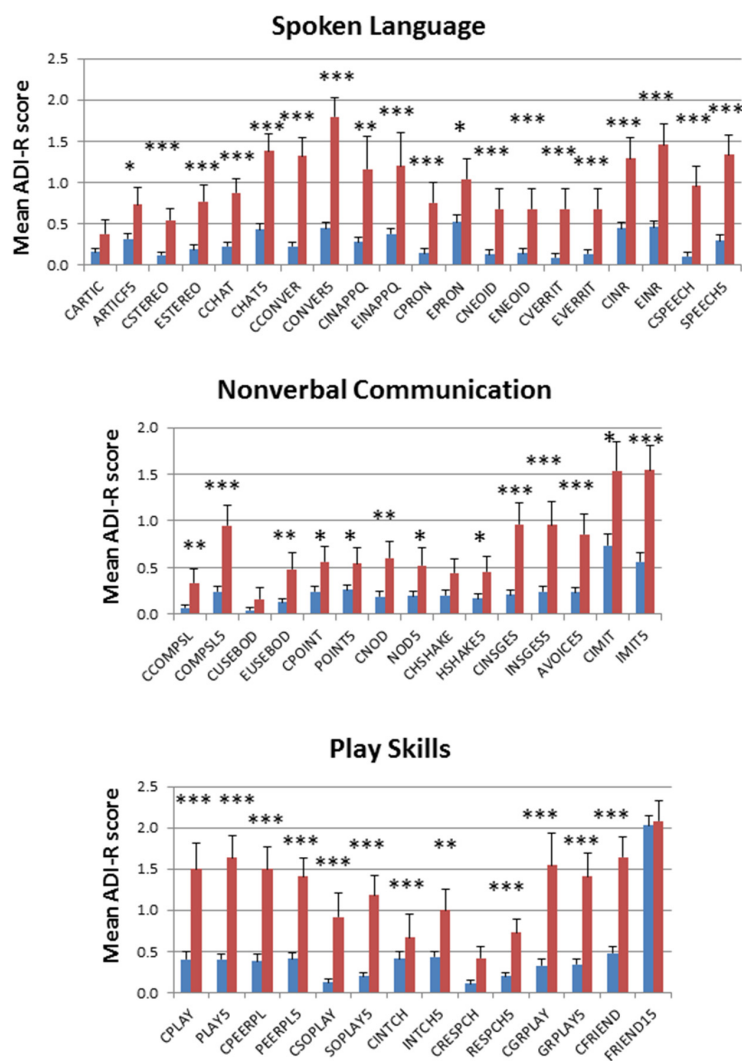 Spoken Language
Mean ADI-R score
2.5
2.0
1.5
1.0
0.5
0.0
* *** *** *** *** *** *** ** *** *** * *** *** *** *** *** *** *** ***
CARTIC
ARTICF5
CSTEREO
ESTEREO
CCHAT
CHAT5
CCONVER
CONVER5
CINAPPQ
EINAPPQ
CPRON
EPRON
CNEOID
ENEOID
CVERRIT
EVERRIT
CINR
EINR
CSPEECH
SPEECH5
Nonverbal Communication
Mean ADI-R score
2.0
1.5
1.0
0.5
0.0
** *** ** * * ** * * *** *** *** * ***
CCOMPSL
COMPSL5
CUSEBOD
EUSEBOD
CPOINT
POINT5
CNOD
NOD5
CHSHAKE
HSHAKE5
CINSGES
INSGES5
AVOICE5
CIMIT
IMIT5
Play Skills
Mean ADI-R score
2.5
2.0
1.5
1.0
0.5
0.0
*** *** *** *** *** *** *** ** *** *** *** ***
CPLAY
PLAY5
CPEERPL
PEERPL5
CSOPLAY
SOPLAY5
CINTCH
INTCH5
CRESPCH
RESPCH5
CGRPLAY
GRPLAY5
CFRIEND
FRIEND15